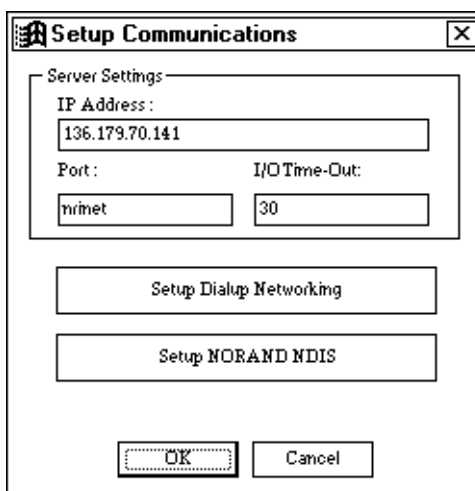 Setup Communications
Server Settings
IP Address :
136.179.70.141
Port : I/O Time-Out:
nrinet 30
Setup Dialup Networking
Setup NORAND NDIS
OK Cancel